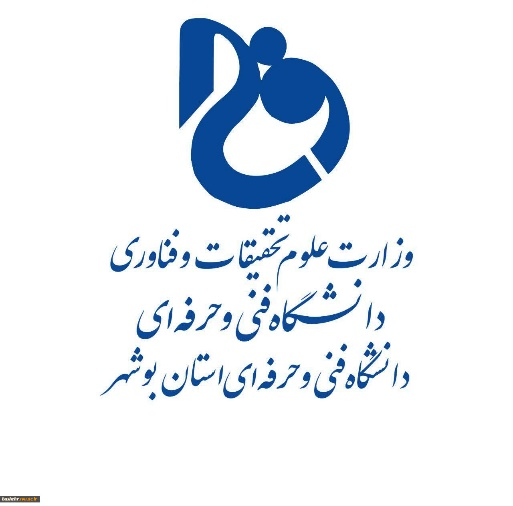 وزارت علوم تحقیقات و فناوری
دانشگاه فنی و حرفه ای
دانشگاه فنی و حرفه ای استان بوشهر